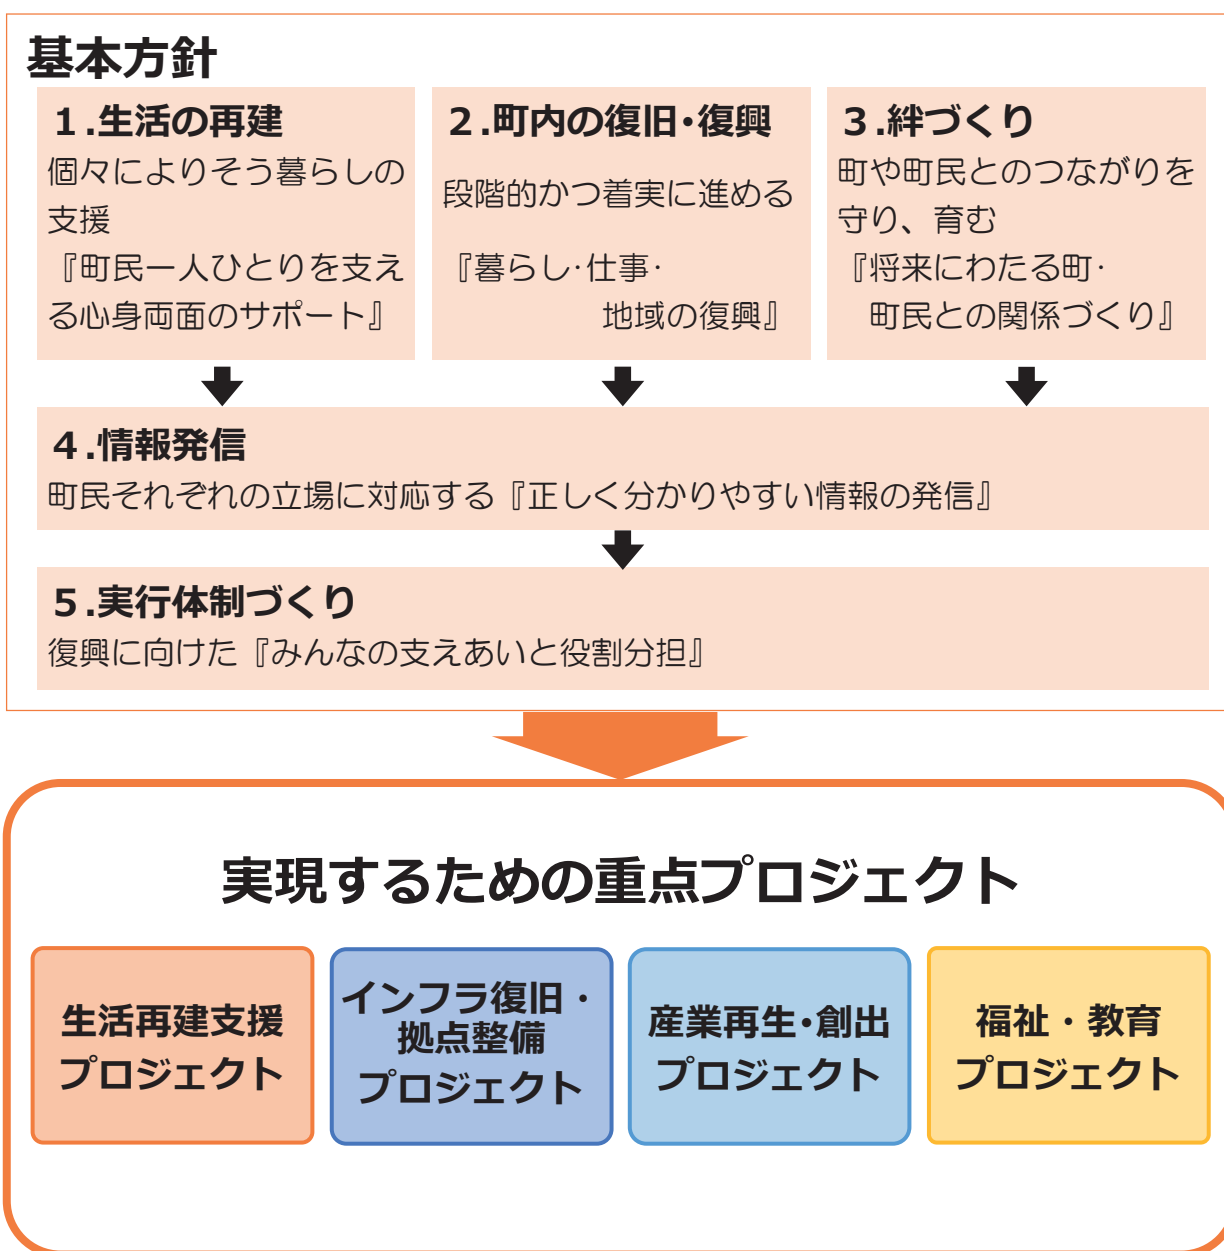 基本方針
１.生活の再建
個々によりそう暮らしの
支援
『町民一人ひとりを支え
る心身両面のサポート』
２.町内の復旧・復興
段階的かつ着実に進める
『暮らし・仕事・
地域の復興』
３.絆づくり
町や町民とのつながりを
守り、育む
『将来にわたる町・
町民との関係づくり』
４.情報発信
町民それぞれの立場に対応する『正しく分かりやすい情報の発信』
５.実行体制づくり
復興に向けた『みんなの支えあいと役割分担』
実現するための重点プロジェクト
生活再建支援
プロジェクト
インフラ復旧・
拠点整備
プロジェクト
産業再生・創出
プロジェクト
福祉・教育
プロジェクト